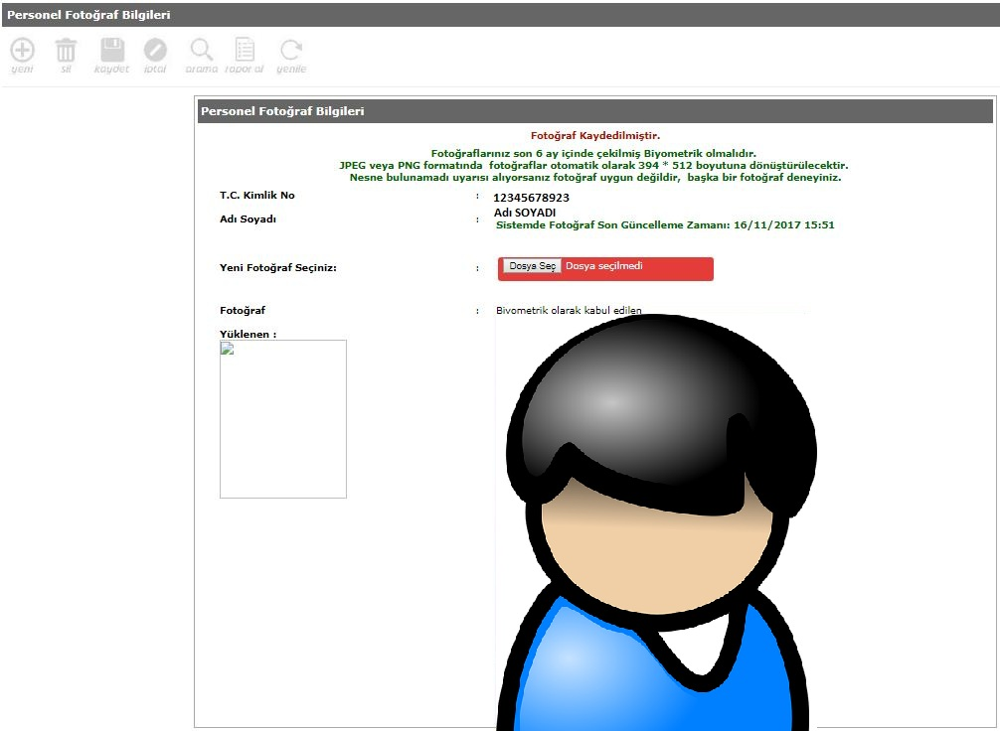 Personel Fotoğraf Bilgileri
yeni sil kaydet iptal arama rapor al yenile
Personel Fotoğraf Bilgileri
Fotoğraf Kaydedilmiştir.
Fotoğraflarınız son 6 ay içinde çekilmiş Biyometrik olmalıdır.
JPEG veya PNG formatında fotoğraflar otomatik olarak 394 * 512 boyutuna dönüştürülecektir.
Nesne bulunamadı uyarısı alıyorsanız fotoğraf uygun değildir, başka bir fotoğraf deneyiniz.
T.C. Kimlik No : 12345678923
Adı Soyadı : Adı SOYADI
Sistemde Fotoğraf Son Güncelleme Zamanı: 16/11/2017 15:51
Yeni Fotoğraf Seçiniz: : Dosya Seç Dosya seçilmedi
Fotoğraf : Biyometrik olarak kabul edilen
Yüklenen :